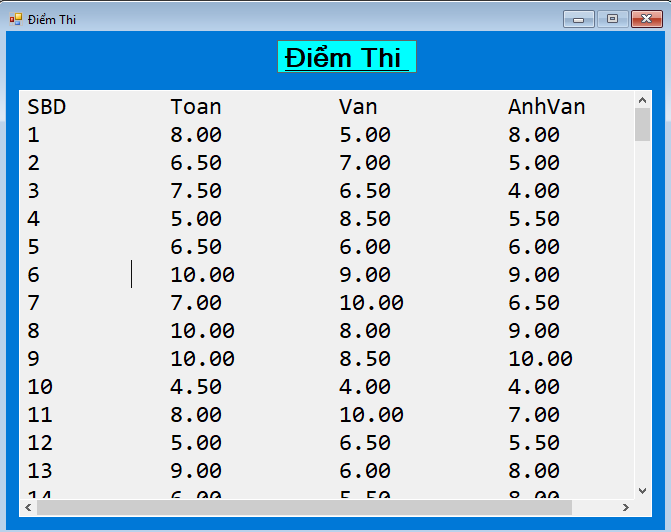 Điểm Thi
Điểm Thi
SBD Toan Van AnhVan
1 8.00 5.00 8.00
2 6.50 7.00 5.00
3 7.50 6.50 4.00
4 5.00 8.50 5.50
5 6.50 6.00 6.00
6 10.00 9.00 9.00
7 7.00 10.00 6.50
8 10.00 8.00 9.00
9 10.00 8.50 10.00
10 4.50 4.00 4.00
11 8.00 10.00 7.00
12 5.00 6.50 5.50
13 9.00 6.00 8.00
14 6.00 5.50 8.00